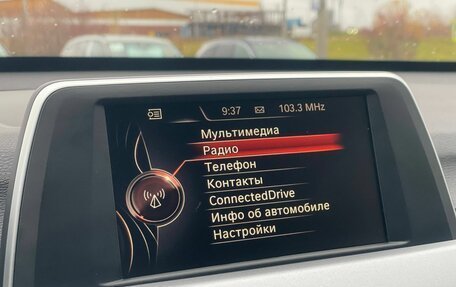 9:37 103.3 MHz
Мультимедиа
Радио
Телефон
Контакты
ConnectedDrive
Инфо об автомобиле
Настройки